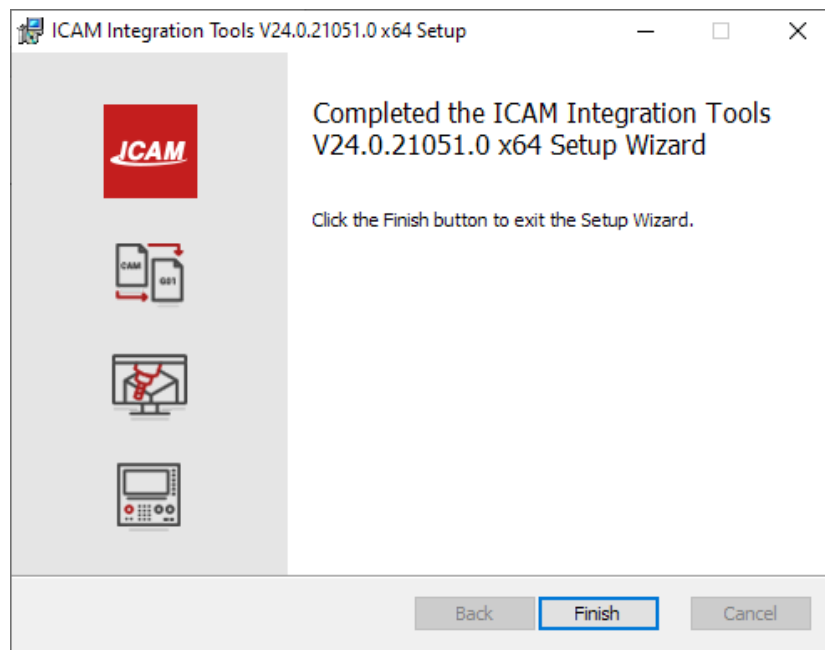 ICAM Integration Tools V24.0.21051.0 x64 Setup
ICAM
Completed the ICAM Integration Tools
V24.0.21051.0 x64 Setup Wizard
Click the Finish button to exit the Setup Wizard.
CAM
G01
Back
Finish
Cancel